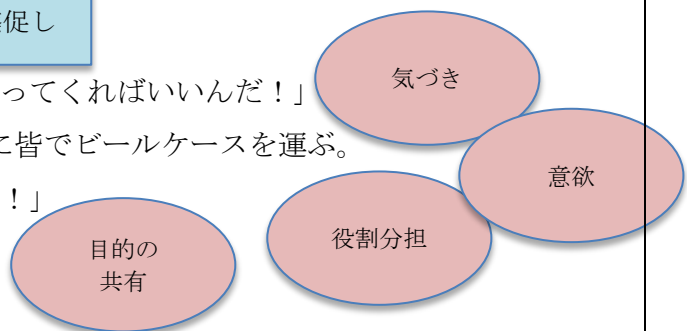 促し
ってくればいいんだ！」
気づき
に皆でビールケースを運ぶ。
意欲
！」
役割分担
目的の
共有